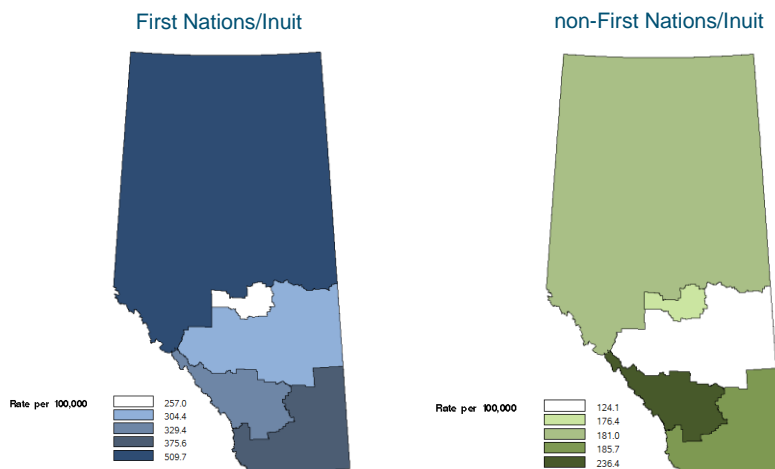 First Nations/Inuit
non-First Nations/Inuit
Rate per 100,000
257.0
304.4
329.4
375.6
509.7
Rate per 100,000
124.1
176.4
181.0
185.7
236.4